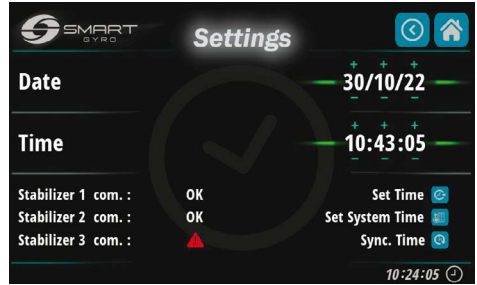 SMART
GYRO
Settings
Date
+ + +
30/10/22
- - -
Time
+ + +
10:43:05
- - -
Stabilizer 1 com. : OK
Set Time
Stabilizer 2 com. : OK
Set System Time
Stabilizer 3 com. :
Sync. Time
10:24:05